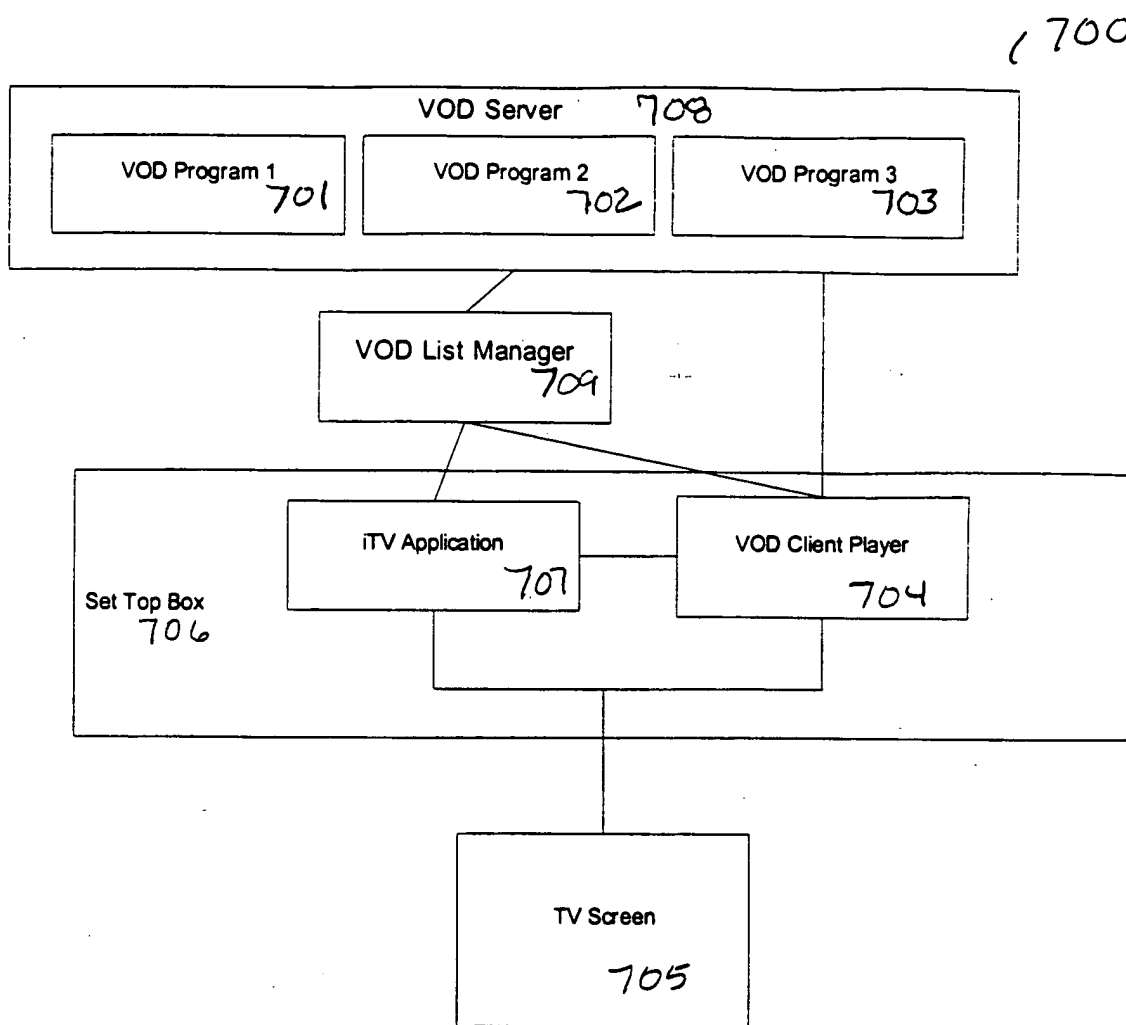 700
VOD Server 708
VOD Program 1 701
VOD Program 2 702
VOD Program 3 703
VOD List Manager 709
iTV Application 707
VOD Client Player 704
Set Top Box 706
TV Screen 705